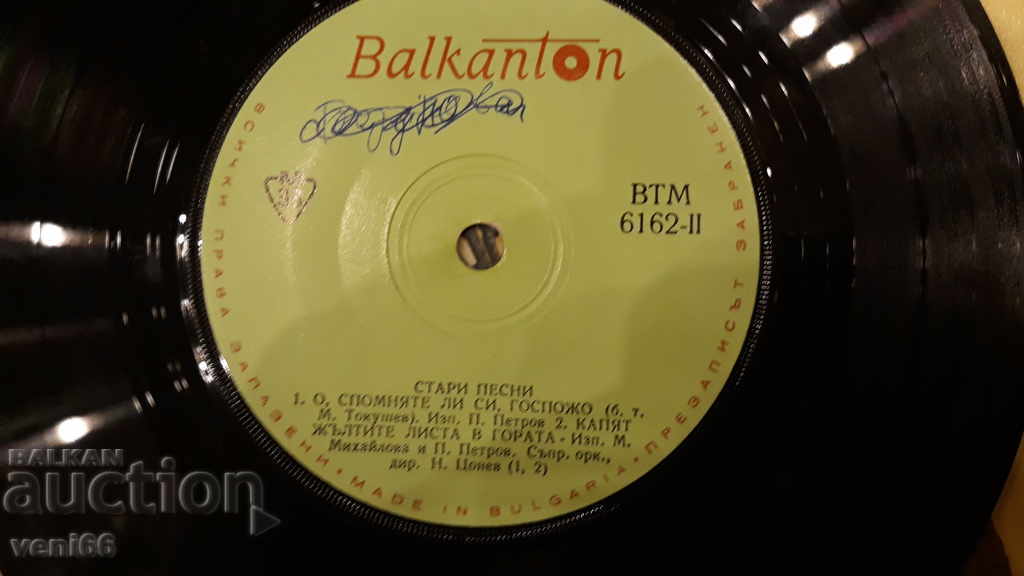 Balkanton
ВТМ
6162-II
СТАРИ ПЕСНИ
1. О, СПОМНЯТЕ ЛИ СИ, ГОСПОЖО (б. т.
М. Токушев). Изп. П. Петров 2. КАПЯТ
ЖЪЛТИТЕ ЛИСТА В ГОРАТА - Изп. М.
Михайлова и П. Петров. Съпр. орк.,
дир. Н. Цонев (1, 2)
ВСИЧКИ ПРАВА ЗАПАЗЕНИ • MADE IN BULGARIA • ПРЕЗАПИСЪТ ЗАБРАНЕН
BALKAN
auction
veni66